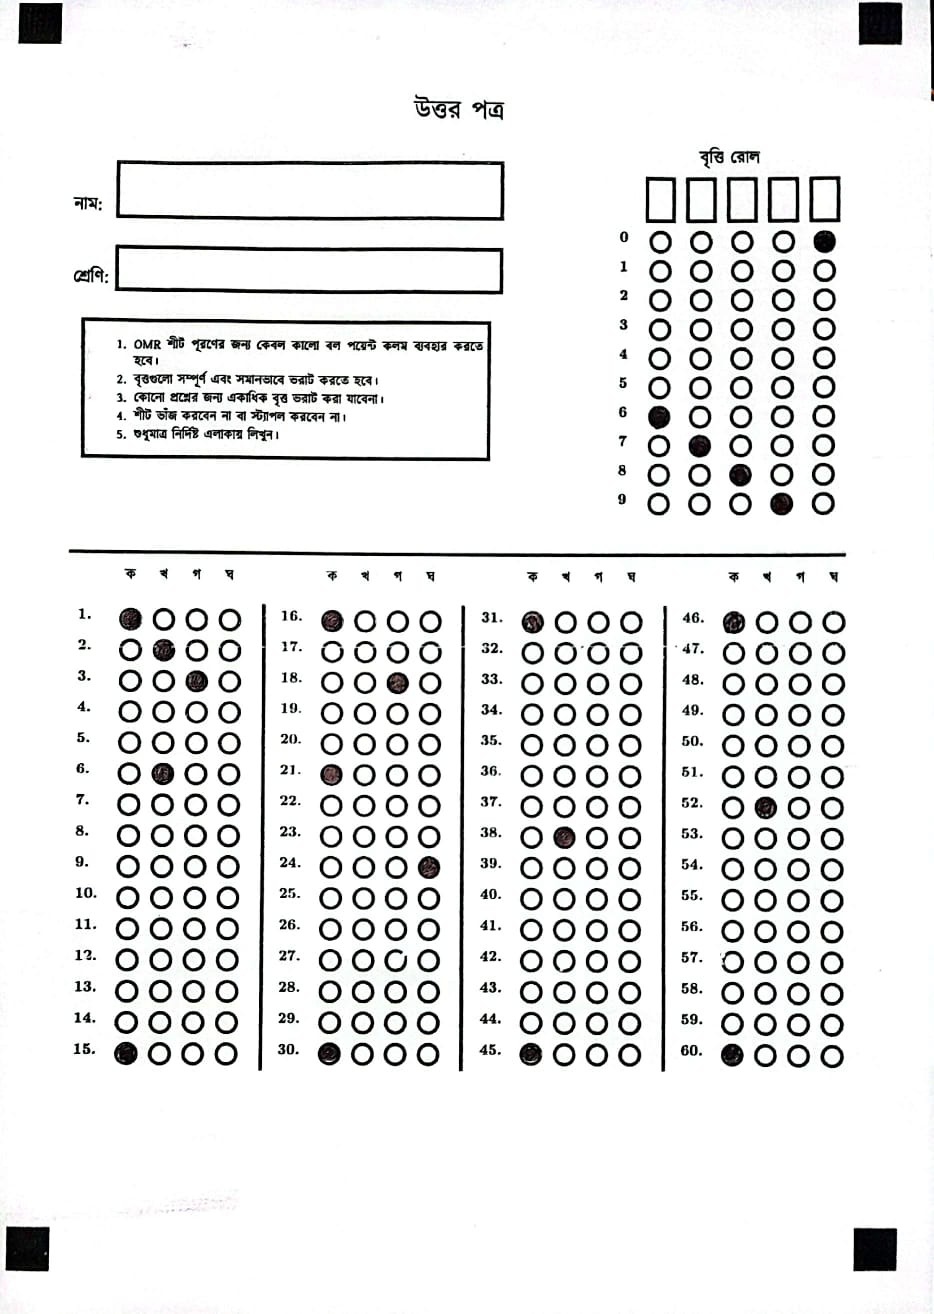 উত্তর পত্র
বৃত্তি রোল
নাম:
শ্রেণি:
0
1
2
3
4
5
6
7
8
9
1. OMR শীট পূরণের জন্য কেবল কালো বল পয়েন্ট কলম ব্যবহার করতে
হবে।
2. বৃত্তগুলো সম্পূর্ণ এবং সমানভাবে ভরাট করতে হবে।
3. কোনো প্রশ্নের জন্য একাধিক বৃত্ত ভরাট করা যাবেনা।
4. শীট ভাঁজ করবেন না বা স্ট্যাপল করবেন না।
5. শুধুমাত্র নির্দিষ্ট এলাকায় লিখুন।
ক খ গ ঘ ক খ গ ঘ ক খ গ ঘ ক খ গ ঘ
1. 16. 31. 46.
2. 17. 32. 47.
3. 18. 33. 48.
4. 19. 34. 49.
5. 20. 35. 50.
6. 21. 36. 51.
7. 22. 37. 52.
8. 23. 38. 53.
9. 24. 39. 54.
10. 25. 40. 55.
11. 26. 41. 56.
12. 27. 42. 57.
13. 28. 43. 58.
14. 29. 44. 59.
15. 30. 45. 60.